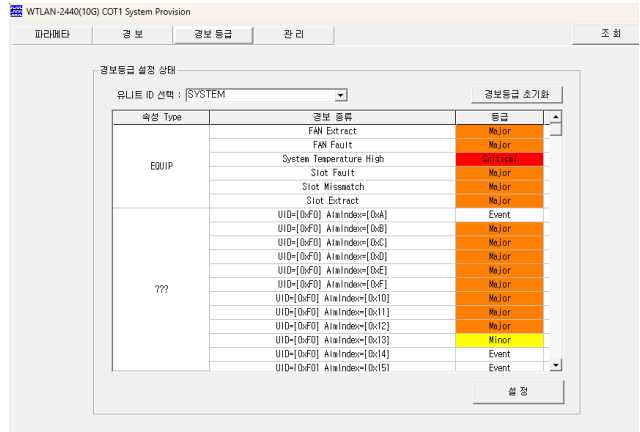 WTLAN-2440(10G) COT1 System Provision
파라메타 경 보 경보 등급 관 리 조 회
경보등급 설정 상태
유니트 ID 선택 : SYSTEM 경보등급 초기화
속성 Type 경보 종류 등급
FAN Extract Major
FAN Fault Major
System Temperature High Critical
EQUIP
Slot Fault Major
Slot Missmatch Major
Slot Extract Major
UID=[0xF0] AlmIndex=[0xA] Event
UID=[0xF0] AlmIndex=[0xB] Major
UID=[0xF0] AlmIndex=[0xC] Major
UID=[0xF0] AlmIndex=[0xD] Major
UID=[0xF0] AlmIndex=[0xE] Major
UID=[0xF0] AlmIndex=[0xF] Major
???
UID=[0xF0] AlmIndex=[0x10] Major
UID=[0xF0] AlmIndex=[0x11] Major
UID=[0xF0] AlmIndex=[0x12] Major
UID=[0xF0] AlmIndex=[0x13] Minor
UID=[0xF0] AlmIndex=[0x14] Event
UID=[0xF0] AlmIndex=[0x15] Event
설 정